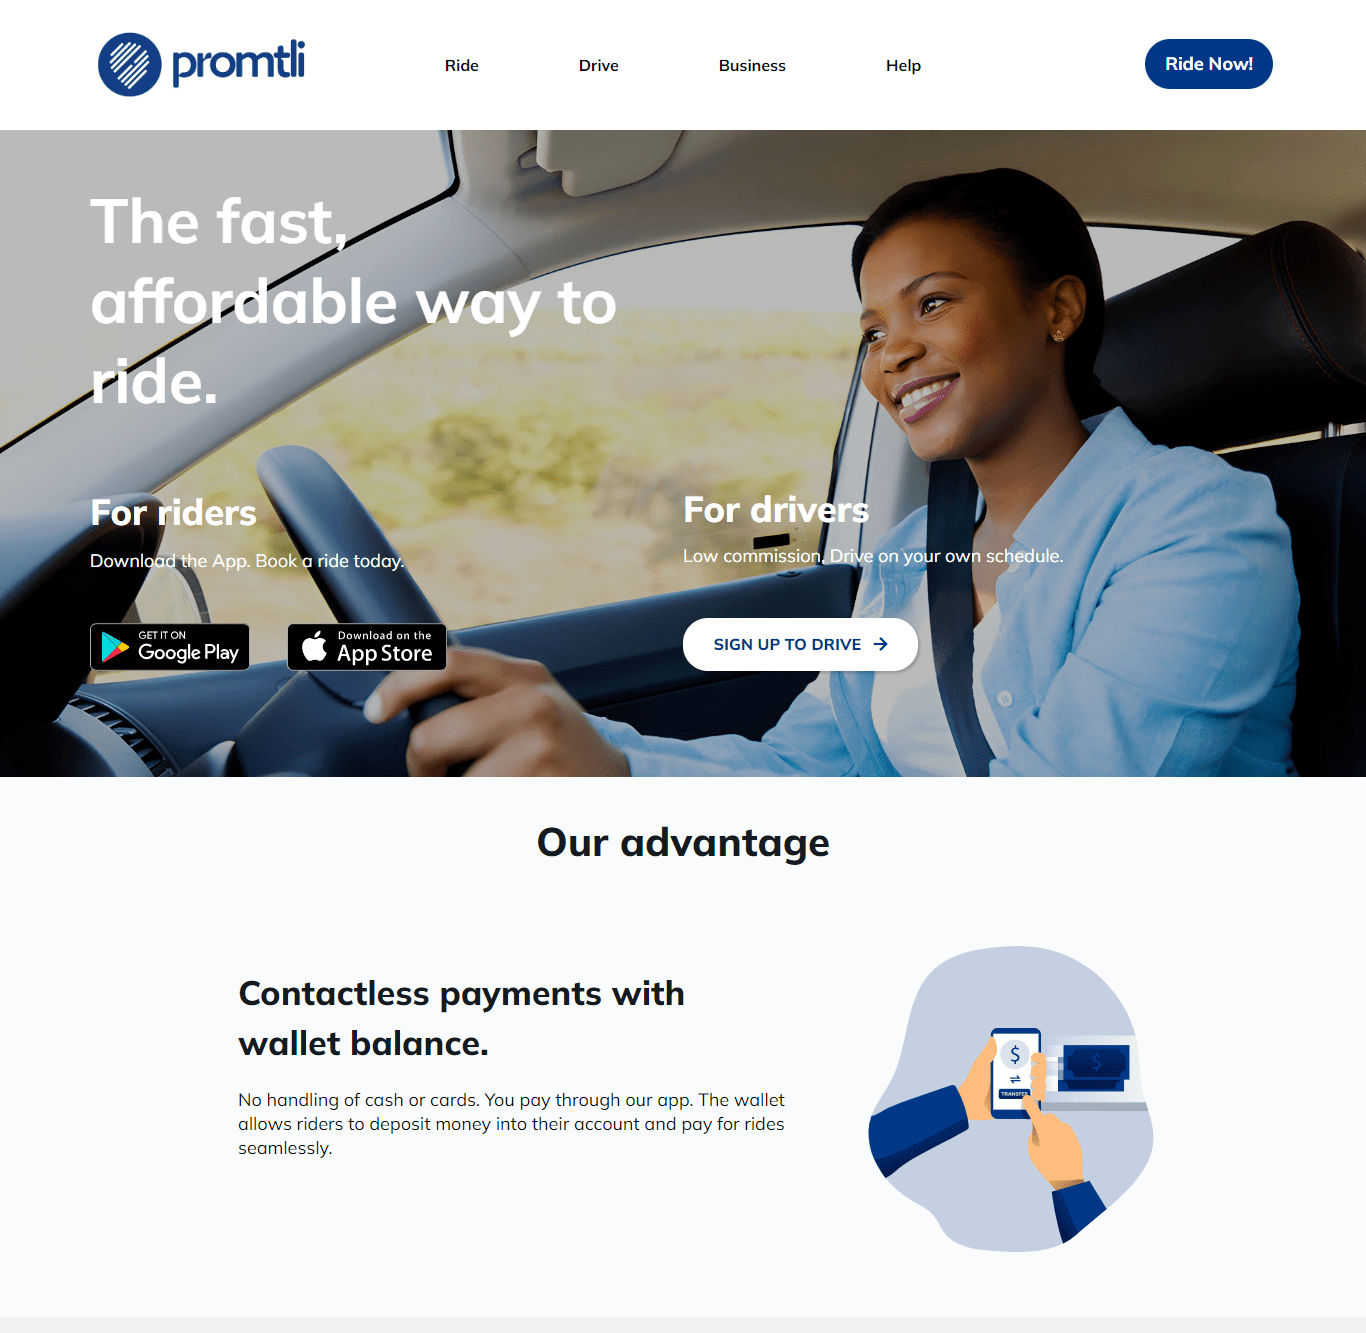 promtli
Ride
Drive
Business
Help
Ride Now!
The fast,
affordable way to
ride.
For riders
Download the App. Book a ride today.
GET IT ON
Google Play
Download on the
App Store
For drivers
Low commission, Drive on your own schedule.
SIGN UP TO DRIVE
Our advantage
Contactless payments with
wallet balance.
No handling of cash or cards. You pay through our app. The wallet
allows riders to deposit money into their account and pay for rides
seamlessly.
$
TRANSFER
$